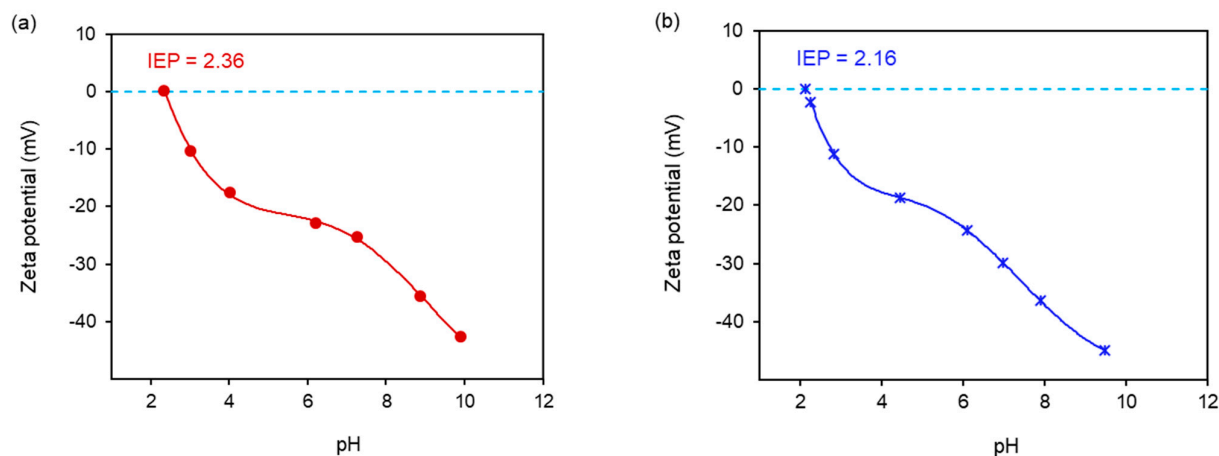 (a)
IEP = 2.36
10
0
-10
-20
-30
-40
2 4 6 8 10 12
Zeta potential (mV)
pH
(b)
IEP = 2.16
10
0
-10
-20
-30
-40
2 4 6 8 10 12
Zeta potential (mV)
pH